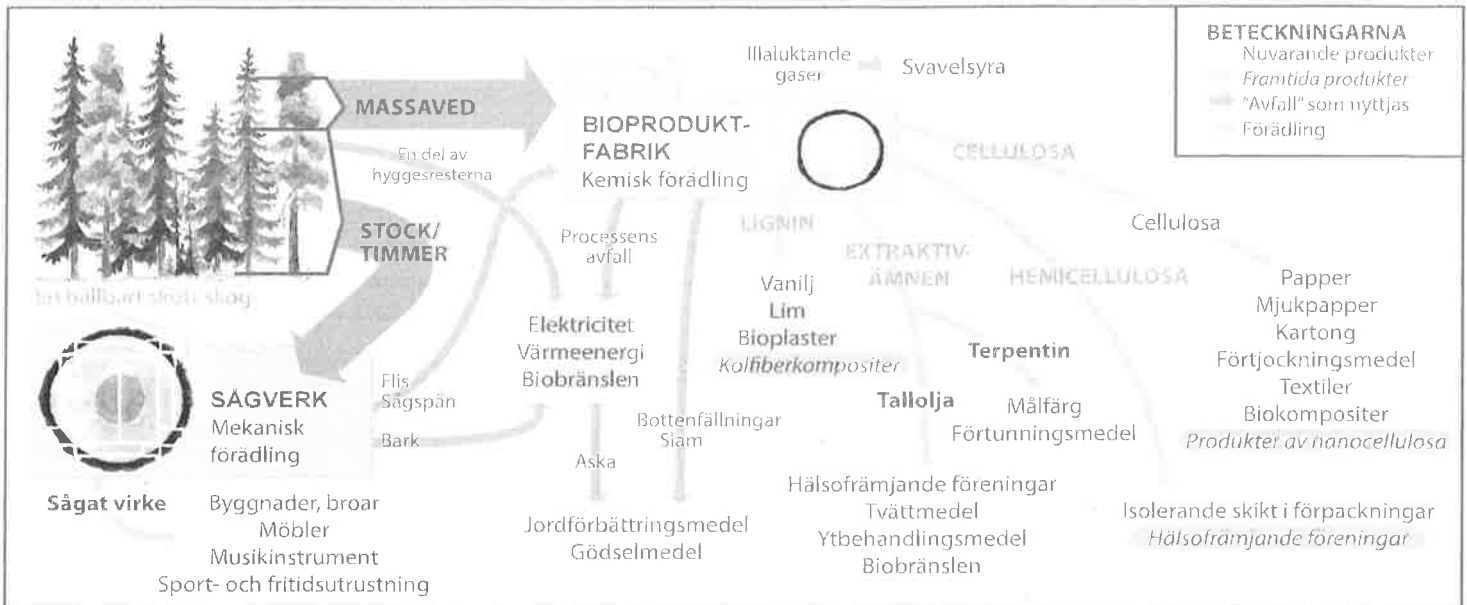 MASSAVED
En del av
hyggesresterna
STOCK/
TIMMER
Ett hållbart skött skog
SÅGVERK
Mekanisk
förädling
Flis
Sågspån
Bark
Sågat virke
Byggnader, broar
Möbler
Musikinstrument
Sport- och fritidsutrustning
BIOPRODUKT-
FABRIK
Kemisk förädling
Illaluktande
gaser
Svavelsyra
Processens
avfall
Elektricitet
Värmeenergi
Biobränslen
Aska
Bottenfällningar
Slam
Jordförbättringsmedel
Gödselmedel
LIGNIN
Vanilj
Lim
Bioplaster
Kolfiberkompositer
EXTRAKTIV-
ÄMNEN
Terpentin
Tallolja
Målfärg
Förtunningsmedel
Hälsofrämjande föreningar
Tvättmedel
Ytbehandlingsmedel
Biobränslen
HEMICELLULOSA
Isolerande skikt i förpackningar
Hälsofrämjande föreningar
CELLULOSA
Cellulosa
Papper
Mjukpapper
Kartong
Förtjockningsmedel
Textiler
Biokompositer
Produkter av nanocellulosa
BETECKNINGARNA
Nuvarande produkter
Framtida produkter
"Avfall" som nyttjas
Förädling